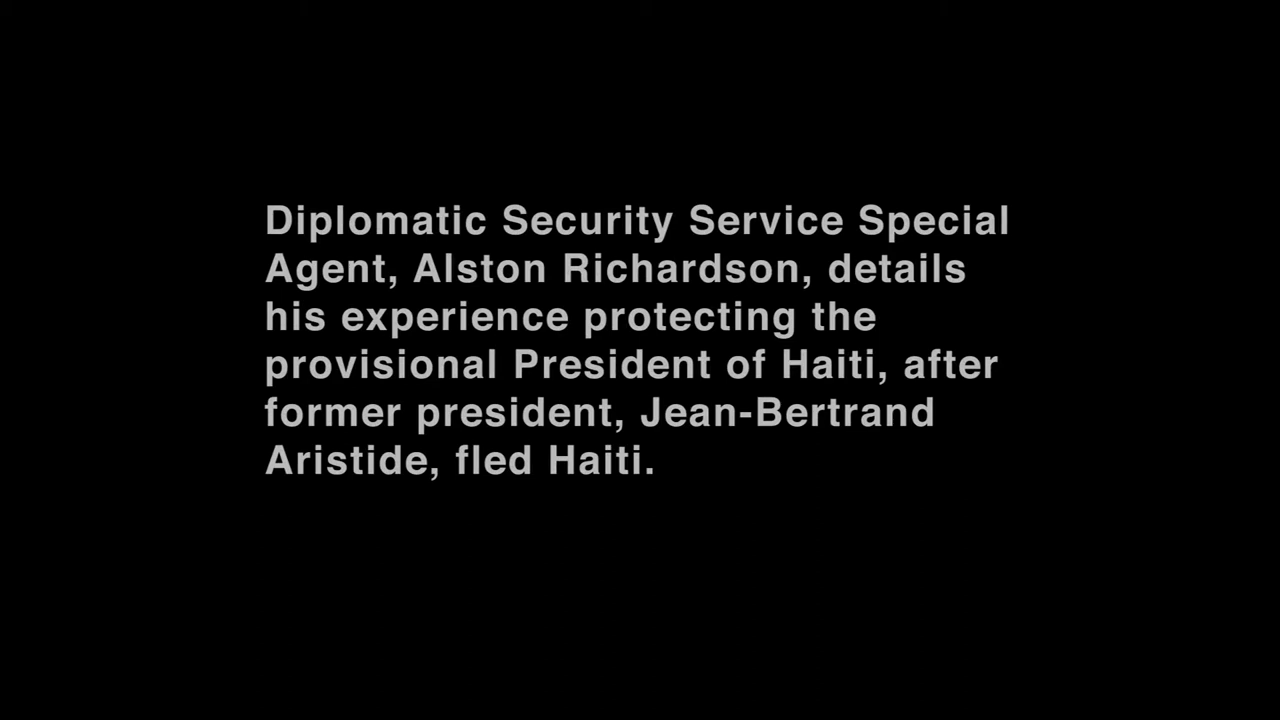 Diplomatic Security Service Special
Agent, Alston Richardson, details
his experience protecting the
provisional President of Haiti, after
former president, Jean-Bertrand
Aristide, fled Haiti.